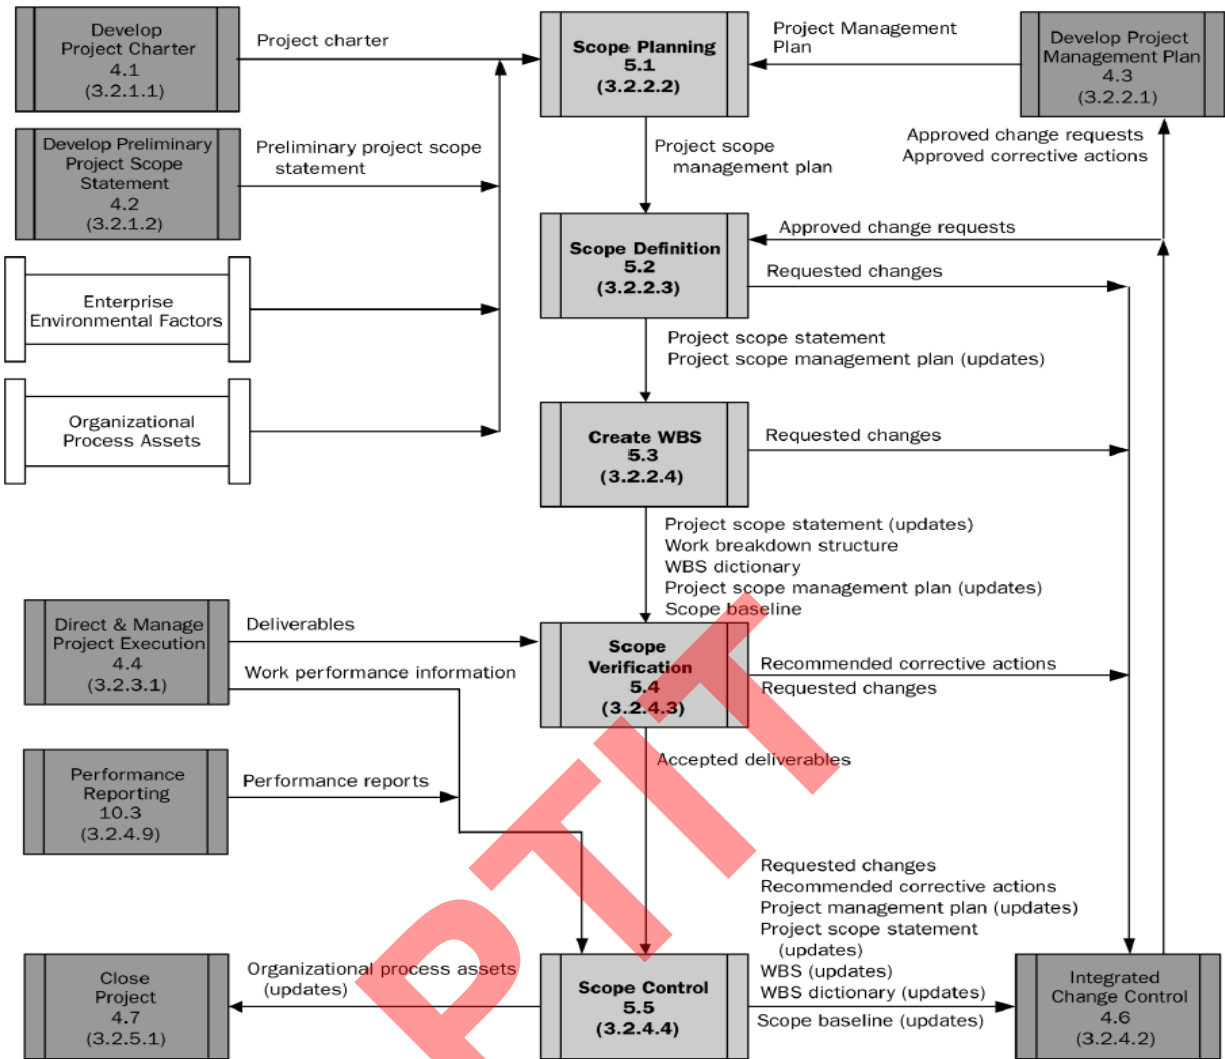 Develop
Project Charter
4.1
(3.2.1.1)
Project charter
Scope Planning
5.1
(3.2.2.2)
Project Management
Plan
Develop Project
Management Plan
4.3
(3.2.2.1)
Develop Preliminary
Project Scope
Statement
4.2
(3.2.1.2)
Preliminary project scope
statement
Project scope
management plan
Approved change requests
Approved corrective actions
Enterprise
Environmental Factors
Scope Definition
5.2
(3.2.2.3)
Approved change requests
Requested changes
Project scope statement
Project scope management plan (updates)
Organizational
Process Assets
Create WBS
5.3
(3.2.2.4)
Requested changes
Project scope statement (updates)
Work breakdown structure
WBS dictionary
Project scope management plan (updates)
Scope baseline
Direct & Manage
Project Execution
4.4
(3.2.3.1)
Deliverables
Work performance information
Scope
Verification
5.4
(3.2.4.3)
Recommended corrective actions
Requested changes
Accepted deliverables
Performance
Reporting
10.3
(3.2.4.9)
Performance reports
Requested changes
Recommended corrective actions
Project management plan (updates)
Project scope statement
(updates)
WBS (updates)
WBS dictionary (updates)
Scope baseline (updates)
Close
Project
4.7
(3.2.5.1)
Organizational process assets
(updates)
Scope Control
5.5
(3.2.4.4)
Integrated
Change Control
4.6
(3.2.4.2)
PTIT